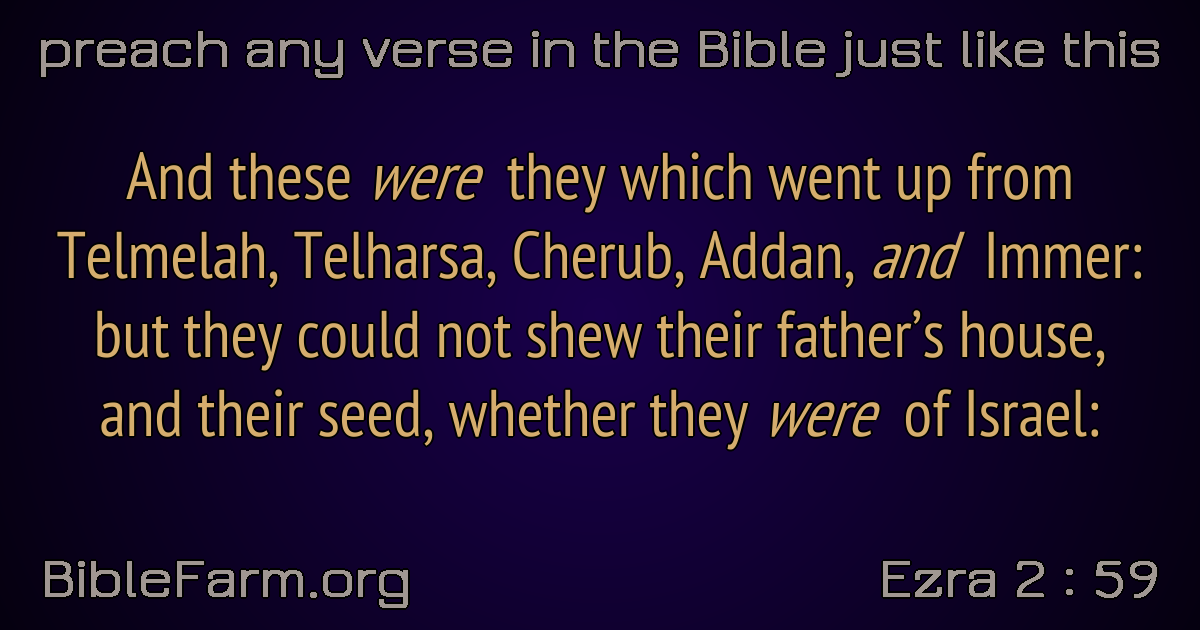 preach any verse in the Bible just like this
And these were they which went up from
Telmelah, Telharsa, Cherub, Addan, and Immer:
but they could not shew their father’s house,
and their seed, whether they were of Israel:
BibleFarm.org
Ezra 2 : 59